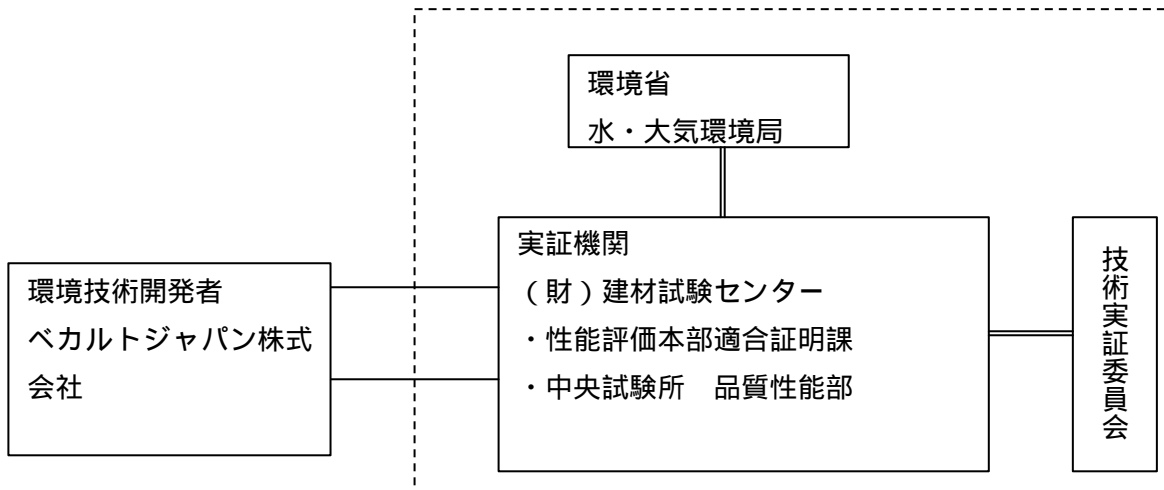 環境省
水・大気環境局
実証機関
(財)建材試験センター
・性能評価本部適合証明課
・中央試験所　品質性能部
環境技術開発者
ベカルトジャパン株式
会社
技術実証委員会